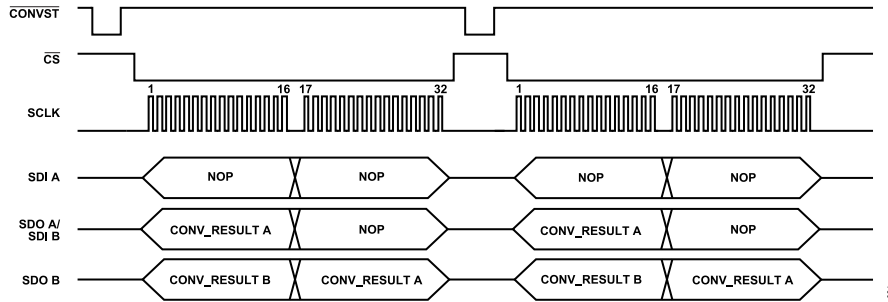 CONVST
CS
1 16 17 32 1 16 17 32
SCLK
SDI A NOP NOP NOP NOP
SDO A/
SDI B
CONV_RESULT A NOP CONV_RESULT A NOP
SDO B CONV_RESULT B CONV_RESULT A CONV_RESULT B CONV_RESULT A